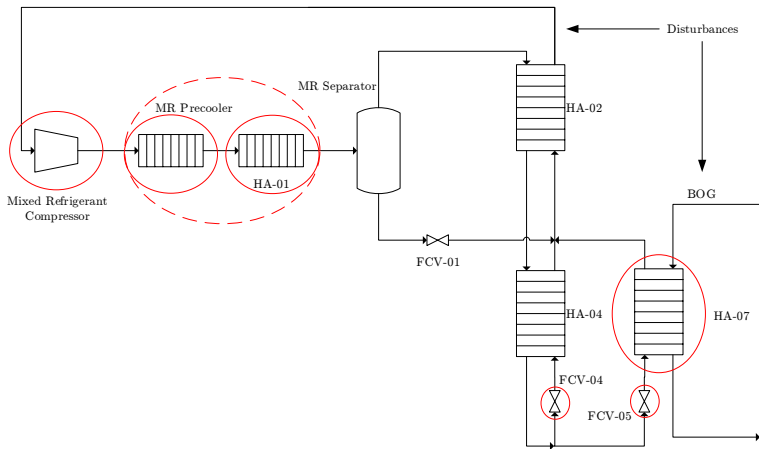 Disturbances
MR Separator
MR Precooler
HA-02
HA-01
BOG
Mixed Refrigerant
Compressor
FCV-01
HA-04
HA-07
FCV-04
FCV-05